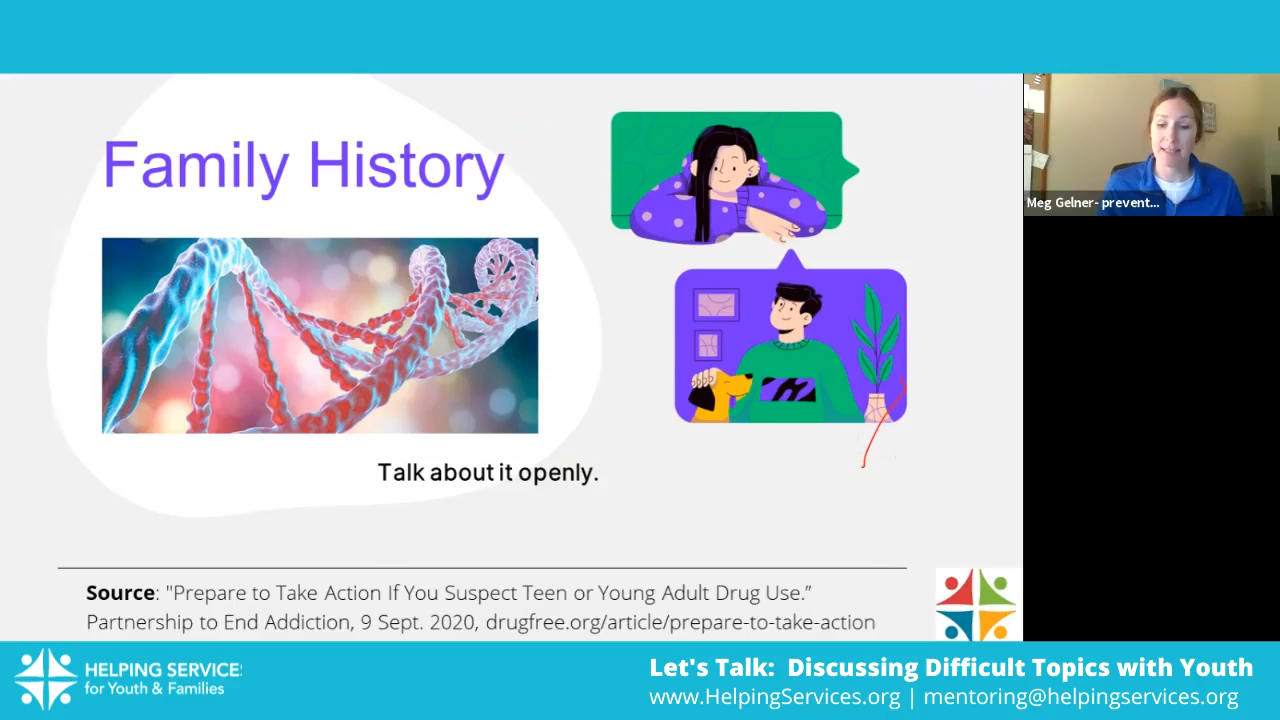 Family History
Talk about it openly.
Source: "Prepare to Take Action If You Suspect Teen or Young Adult Drug Use.”
Partnership to End Addiction, 9 Sept. 2020, drugfree.org/article/prepare-to-take-action
Meg Gelner- prevent...
HELPING SERVICES
for Youth & Families
Let's Talk: Discussing Difficult Topics with Youth
www.HelpingServices.org | mentoring@helpingservices.org